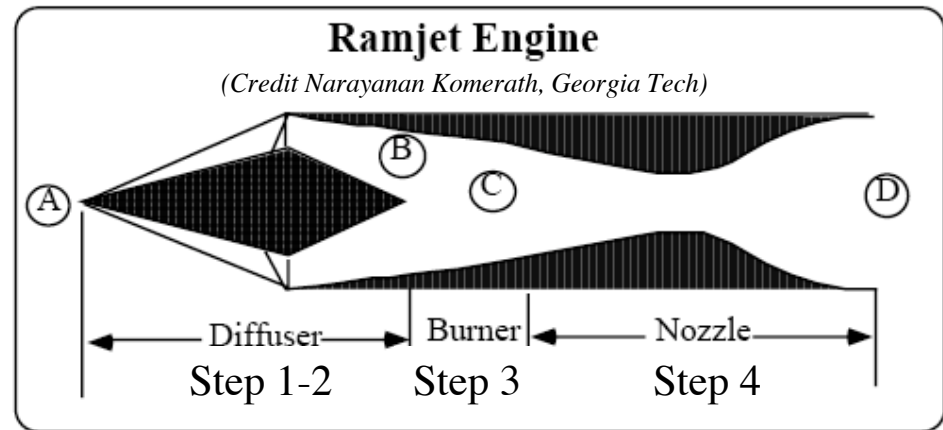 Ramjet Engine
(Credit Narayanan Komerath, Georgia Tech)
B
C
A
D
Diffuser
Burner
Nozzle
Step 1-2
Step 3
Step 4